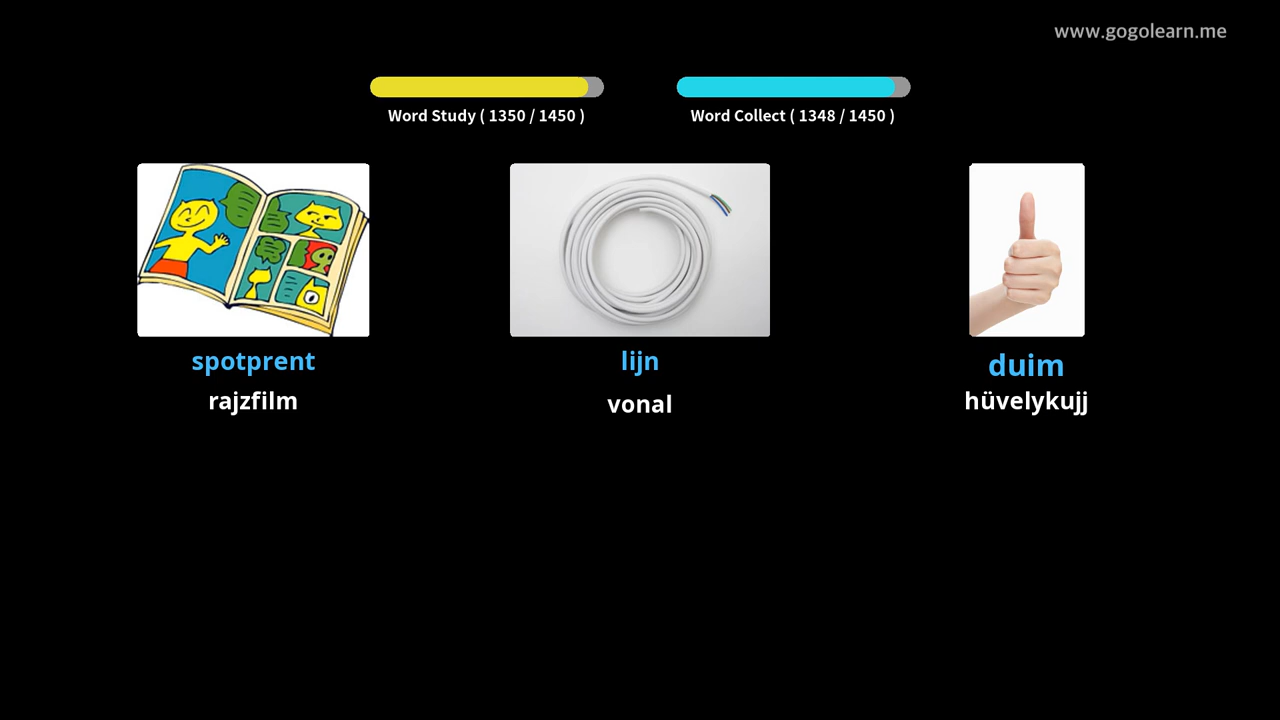 www.gogolearn.me
Word Study ( 1350 / 1450 )
Word Collect ( 1348 / 1450 )
spotprent
lijn
duim
rajzfilm
vonal
hüvelykujj